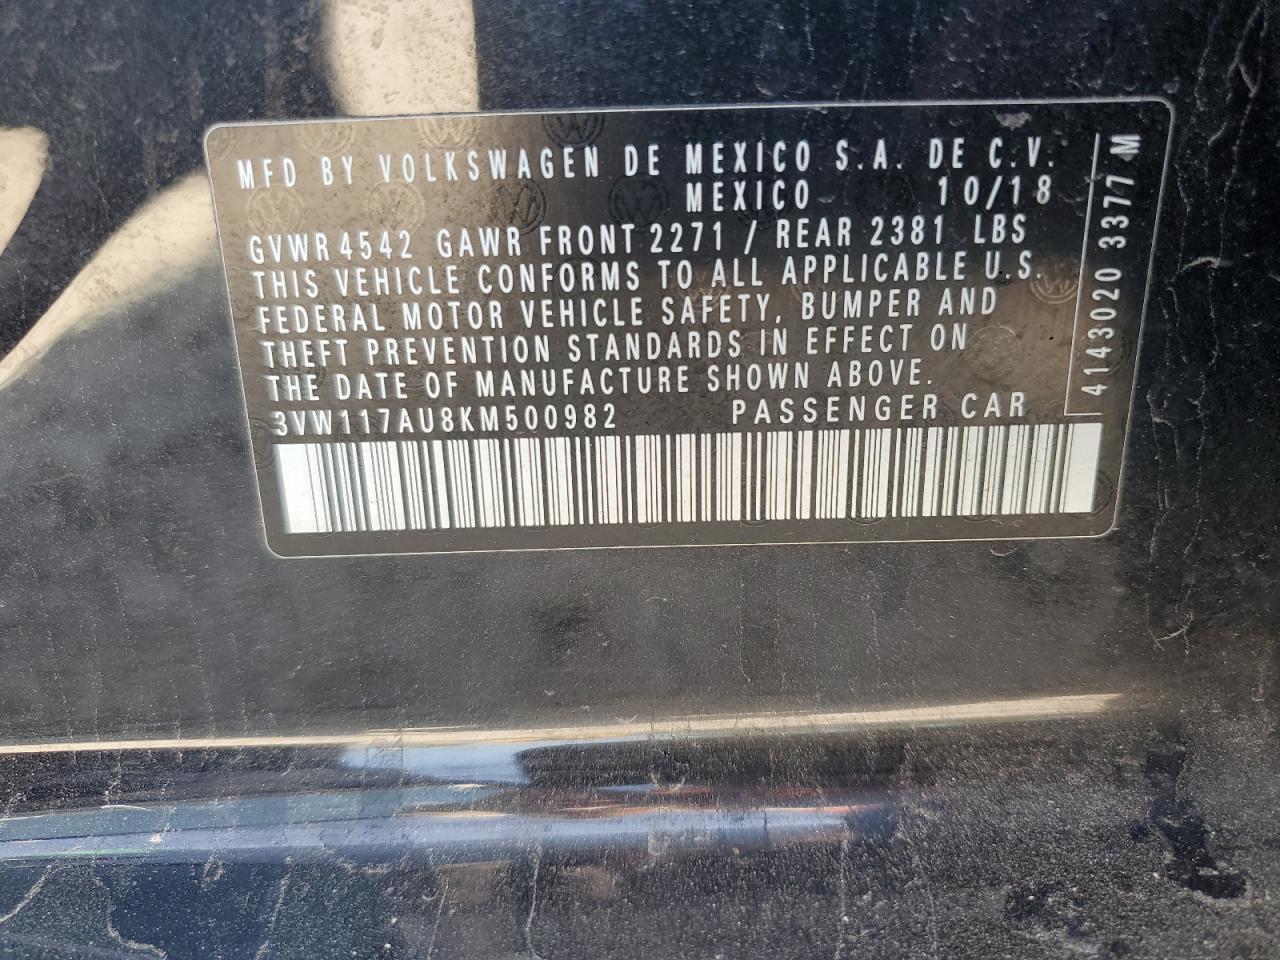 MFD BY VOLKSWAGEN DE MEXICO S.A. DE C.V.
MEXICO 10/18
GVWR 4542 GAWR FRONT 2271 / REAR 2381 LBS
THIS VEHICLE CONFORMS TO ALL APPLICABLE U.S.
FEDERAL MOTOR VEHICLE SAFETY, BUMPER AND
THEFT PREVENTION STANDARDS IN EFFECT ON
THE DATE OF MANUFACTURE SHOWN ABOVE.
3VW117AU8KM500982 PASSENGER CAR
4143020 3377 M